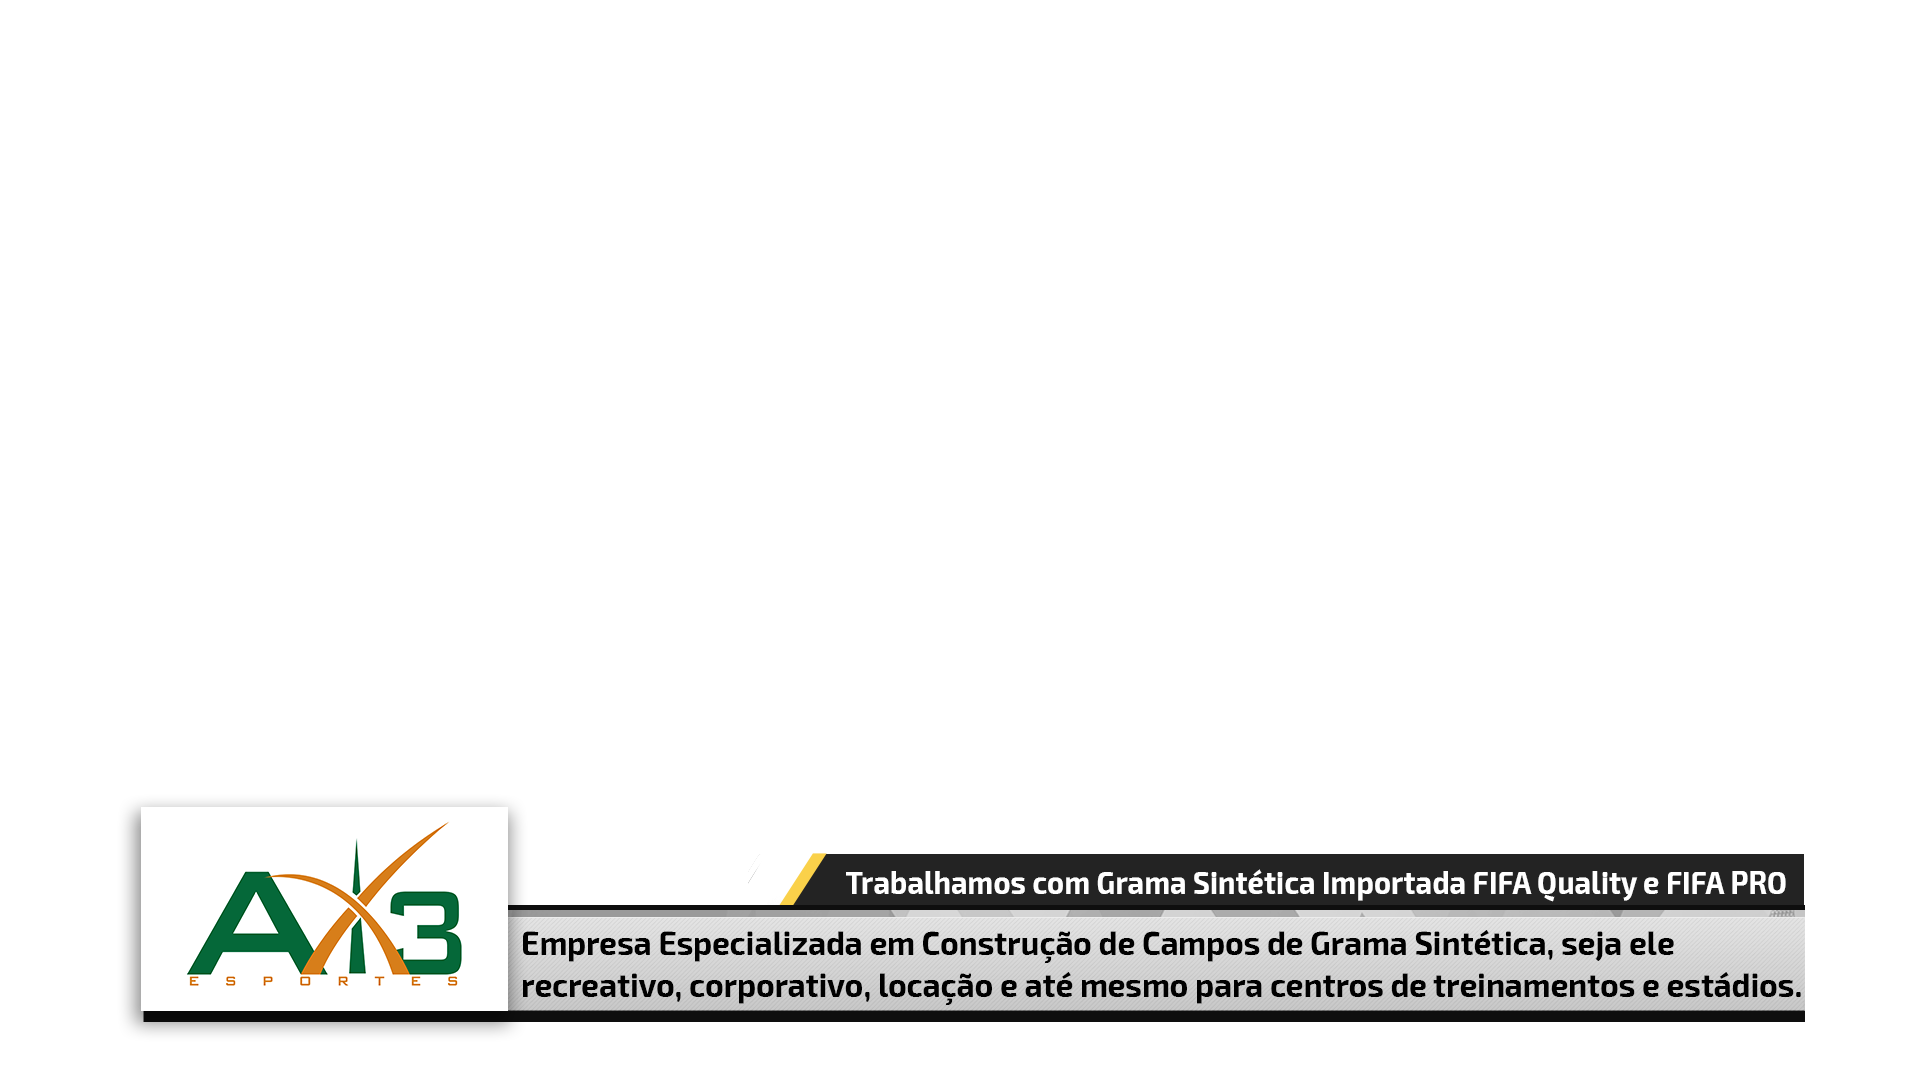 Trabalhamos com Grama Sintética Importada FIFA Quality e FIFA PRO
AX3
ESPORTES
Empresa Especializada em Construção de Campos de Grama Sintética, seja ele
recreativo, corporativo, locação e até mesmo para centros de treinamentos e estádios.